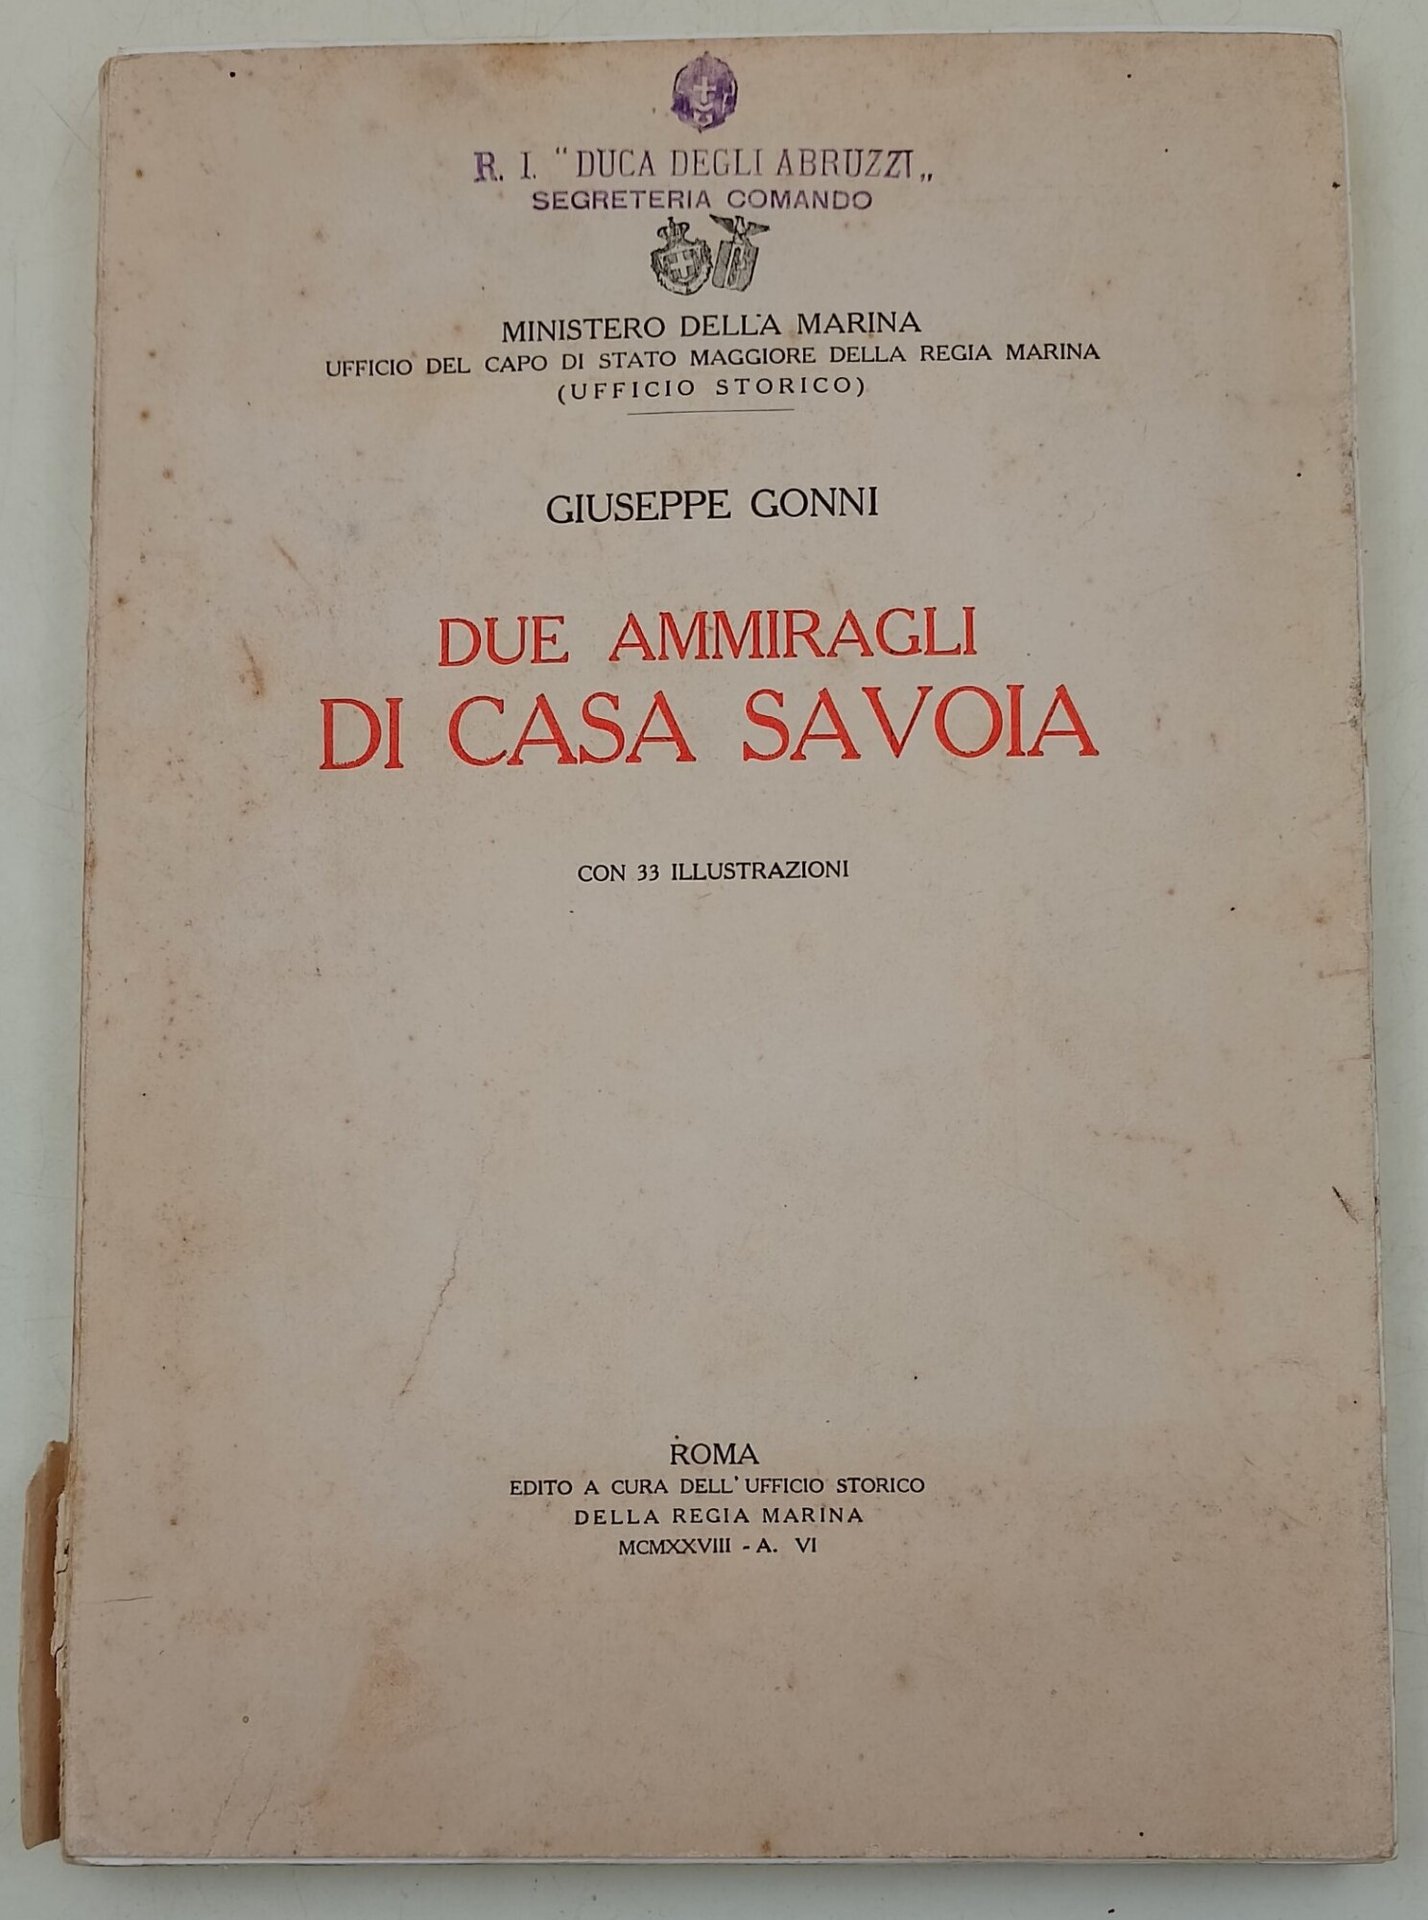 R. I. "DUCA DEGLI ABRUZZI„
SEGRETERIA COMANDO
MINISTERO DELLA MARINA
UFFICIO DEL CAPO DI STATO MAGGIORE DELLA REGIA MARINA
(UFFICIO STORICO)
GIUSEPPE GONNI
DUE AMMIRAGLI
DI CASA SAVOIA
CON 33 ILLUSTRAZIONI
ROMA
EDITO A CURA DELL'UFFICIO STORICO
DELLA REGIA MARINA
MCMXXVIII - A. VI